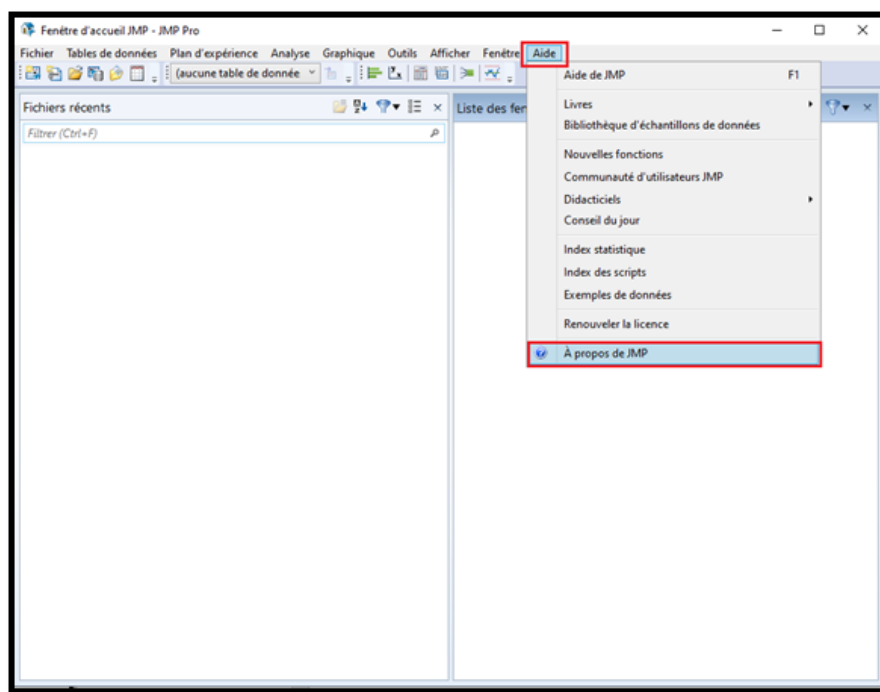 Fenêtre d'accueil JMP - JMP Pro
Fichier Tables de données Plan d'expérience Analyse Graphique Outils Afficher Fenêtre Aide
(aucune table de donnée
Fichiers récents
Filtrer (Ctrl+F)
Liste des fer
Aide de JMP F1
Livres
Bibliothèque d'échantillons de données
Nouvelles fonctions
Communauté d'utilisateurs JMP
Didacticiels
Conseil du jour
Index statistique
Index des scripts
Exemples de données
Renouveler la licence
À propos de JMP